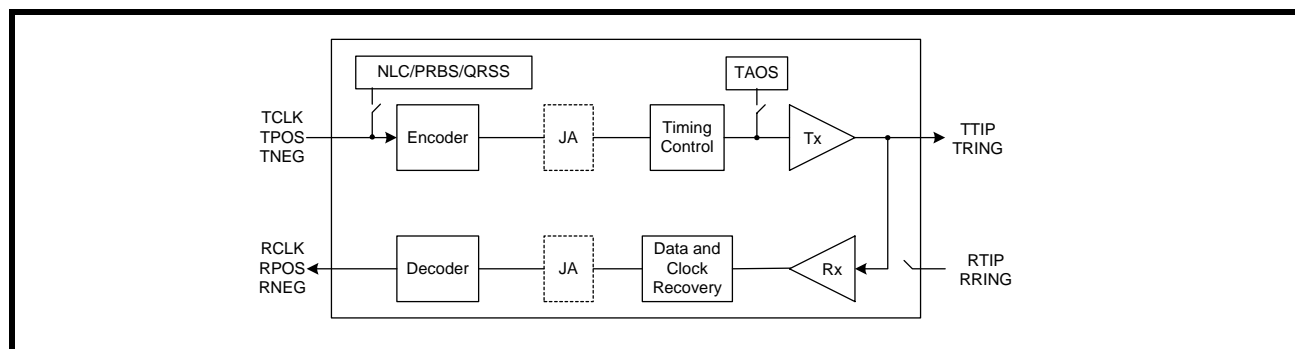 NLC/PRBS/QRSS
TAOS
TCLK
TPOS
TNEG
Encoder
JA
Timing
Control
Tx
TTIP
TRING
RCLK
RPOS
RNEG
Decoder
JA
Data and
Clock
Recovery
Rx
RTIP
RRING